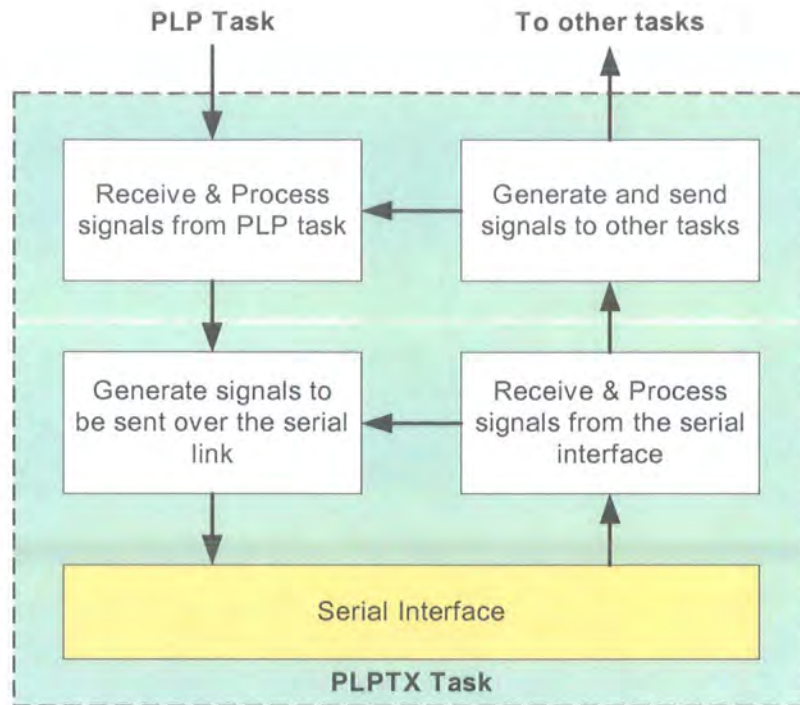 PLP Task
To other tasks
Receive & Process
signals from PLP task
Generate and send
signals to other tasks
Generate signals to
be sent over the serial
link
Receive & Process
signals from the serial
interface
Serial Interface
PLPTX Task